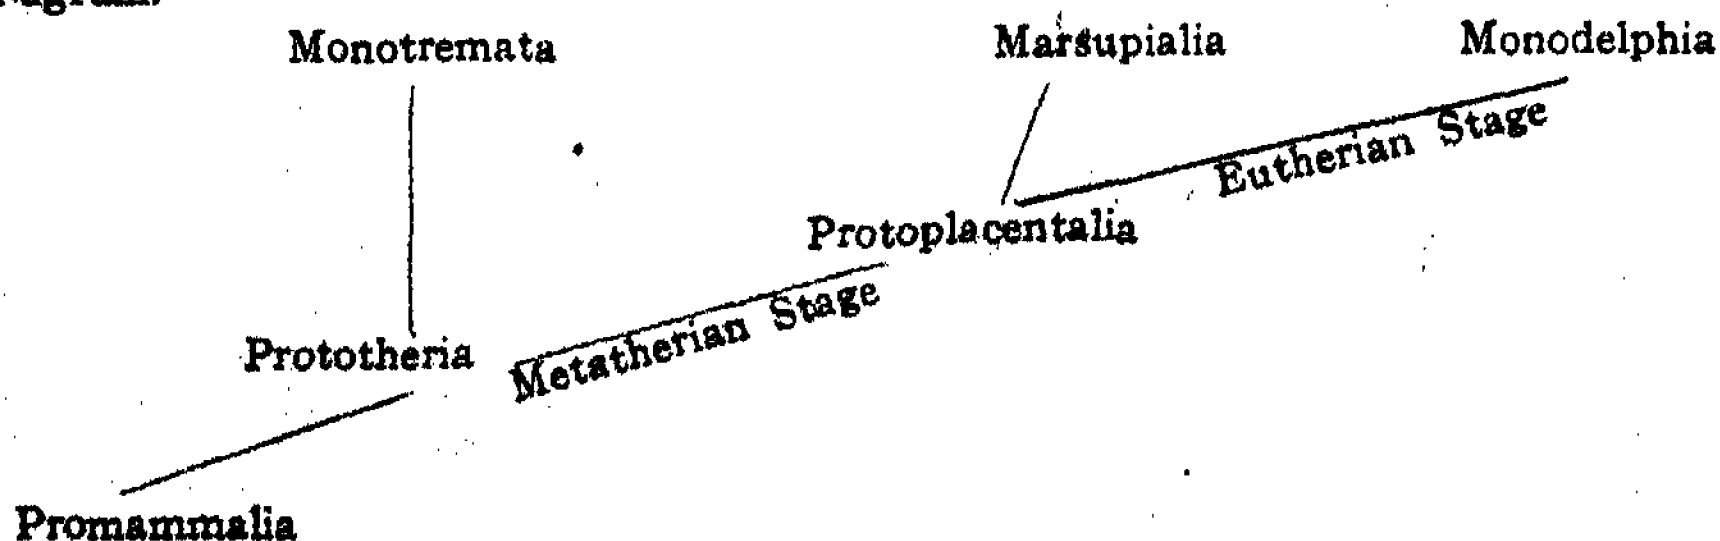 Monotremata Marsupialia Monodelphia
Eutherian Stage
Protoplacentalia
Metatherian Stage
Prototheria
Promammalia